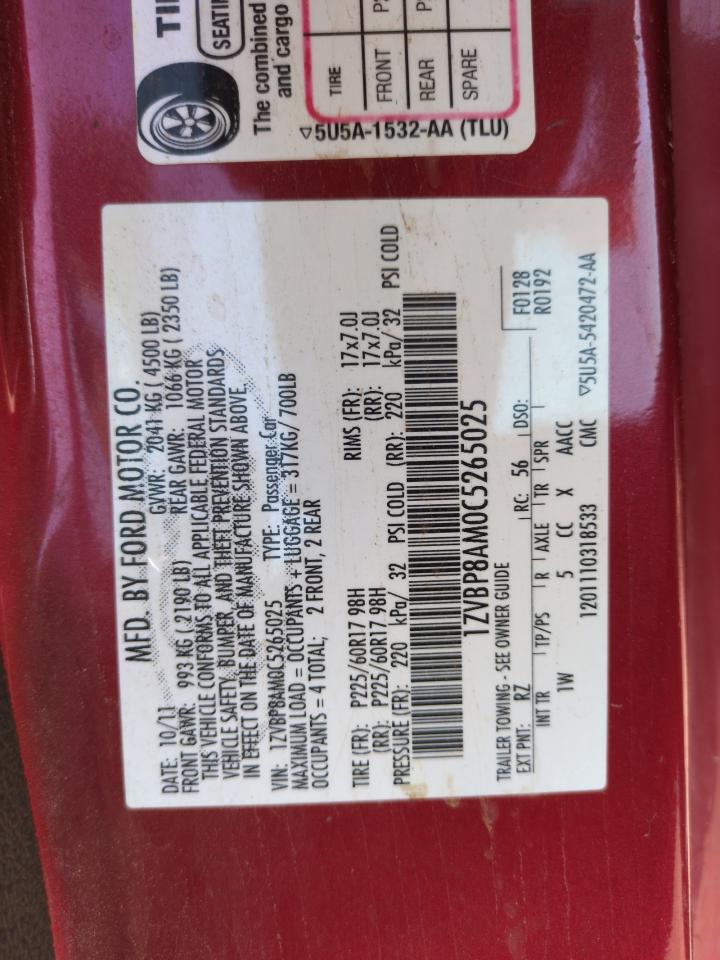 TI
SEATIN
The combined
and cargo
TIRE
FRONT P2
REAR P
SPARE
▽5U5A-1532-AA (TLU)
MFD. BY FORD MOTOR CO.
DATE: 10/11 GVWR: 2041 KG ( 4500 LB)
FRONT GAWR: 993 KG ( 2190 LB) REAR GAWR: 1066 KG ( 2350 LB)
THIS VEHICLE CONFORMS TO ALL APPLICABLE FEDERAL MOTOR
VEHICLE SAFETY, BUMPER, AND THEFT PREVENTION STANDARDS
IN EFFECT ON THE DATE OF MANUFACTURE SHOWN ABOVE.
VIN: 1ZVBP8AM0C5265025 TYPE: Passenger Car
MAXIMUM LOAD = OCCUPANTS + LUGGAGE = 317KG/ 700LB
OCCUPANTS = 4 TOTAL; 2 FRONT, 2 REAR
TIRE (FR): P225/60R17 98H RIMS (FR): 17x7.0J
(RR): P225/60R17 98H (RR): 17x7.0J
PRESSURE (FR): 220 kPa/ 32 PSI COLD (RR): 220 kPa/ 32 PSI COLD
1ZVBP8AM0C5265025
TRAILER TOWING - SEE OWNER GUIDE
EXT PNT: RZ RC: 56 DSO: F0128
R0192
INT TR TP/PS R AXLE TR SPR
1W 5 CC X AACC
1201110318533 CMC ▽5U5A-5420472-AA